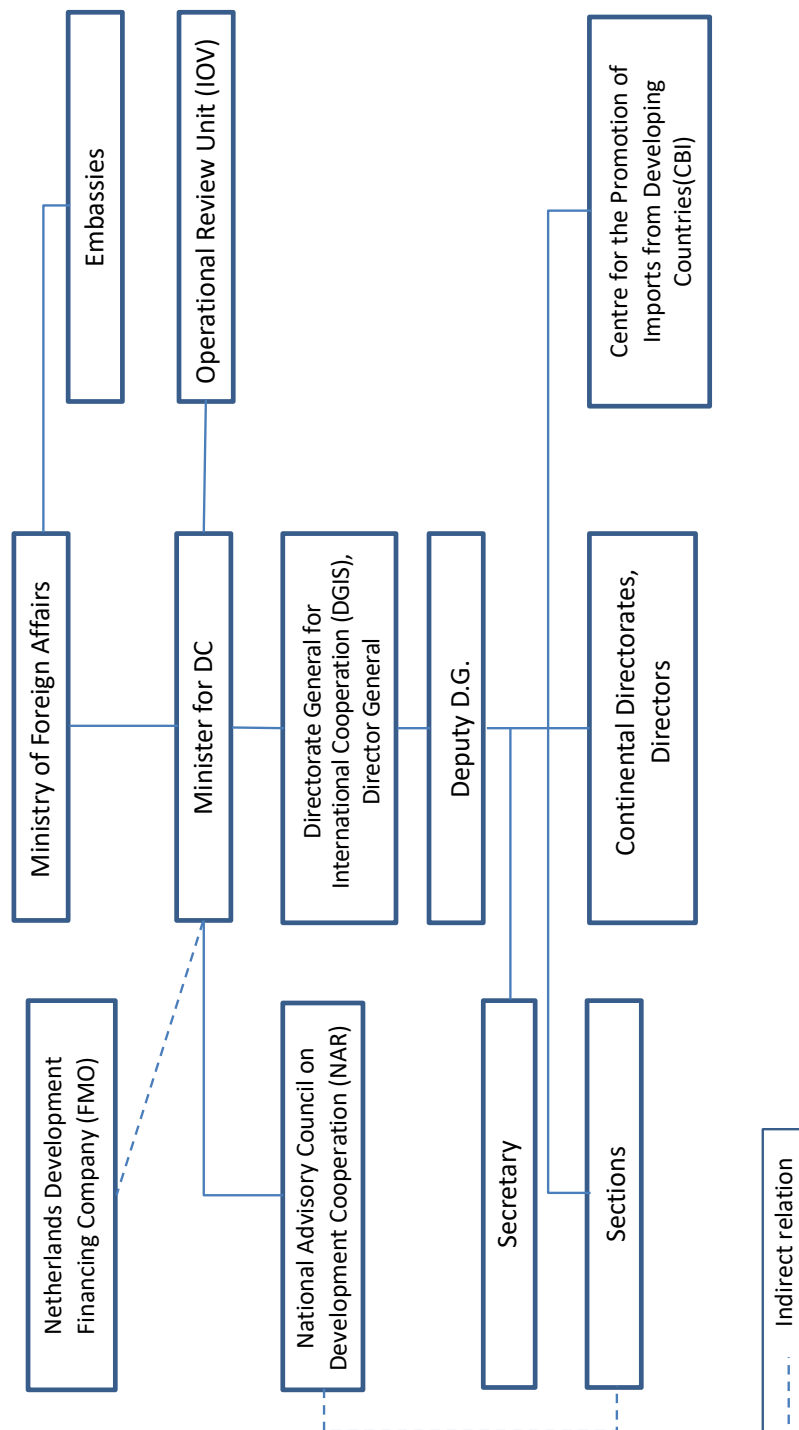 Ministry of Foreign Affairs
Embassies
Netherlands Development
Financing Company (FMO)
Minister for DC
Operational Review Unit (IOV)
National Advisory Council on
Development Cooperation (NAR)
Directorate General for
International Cooperation (DGIS),
Director General
Deputy D.G.
Secretary
Sections
Continental Directorates,
Directors
Centre for the Promotion of
Imports from Developing
Countries(CBI)
Indirect relation